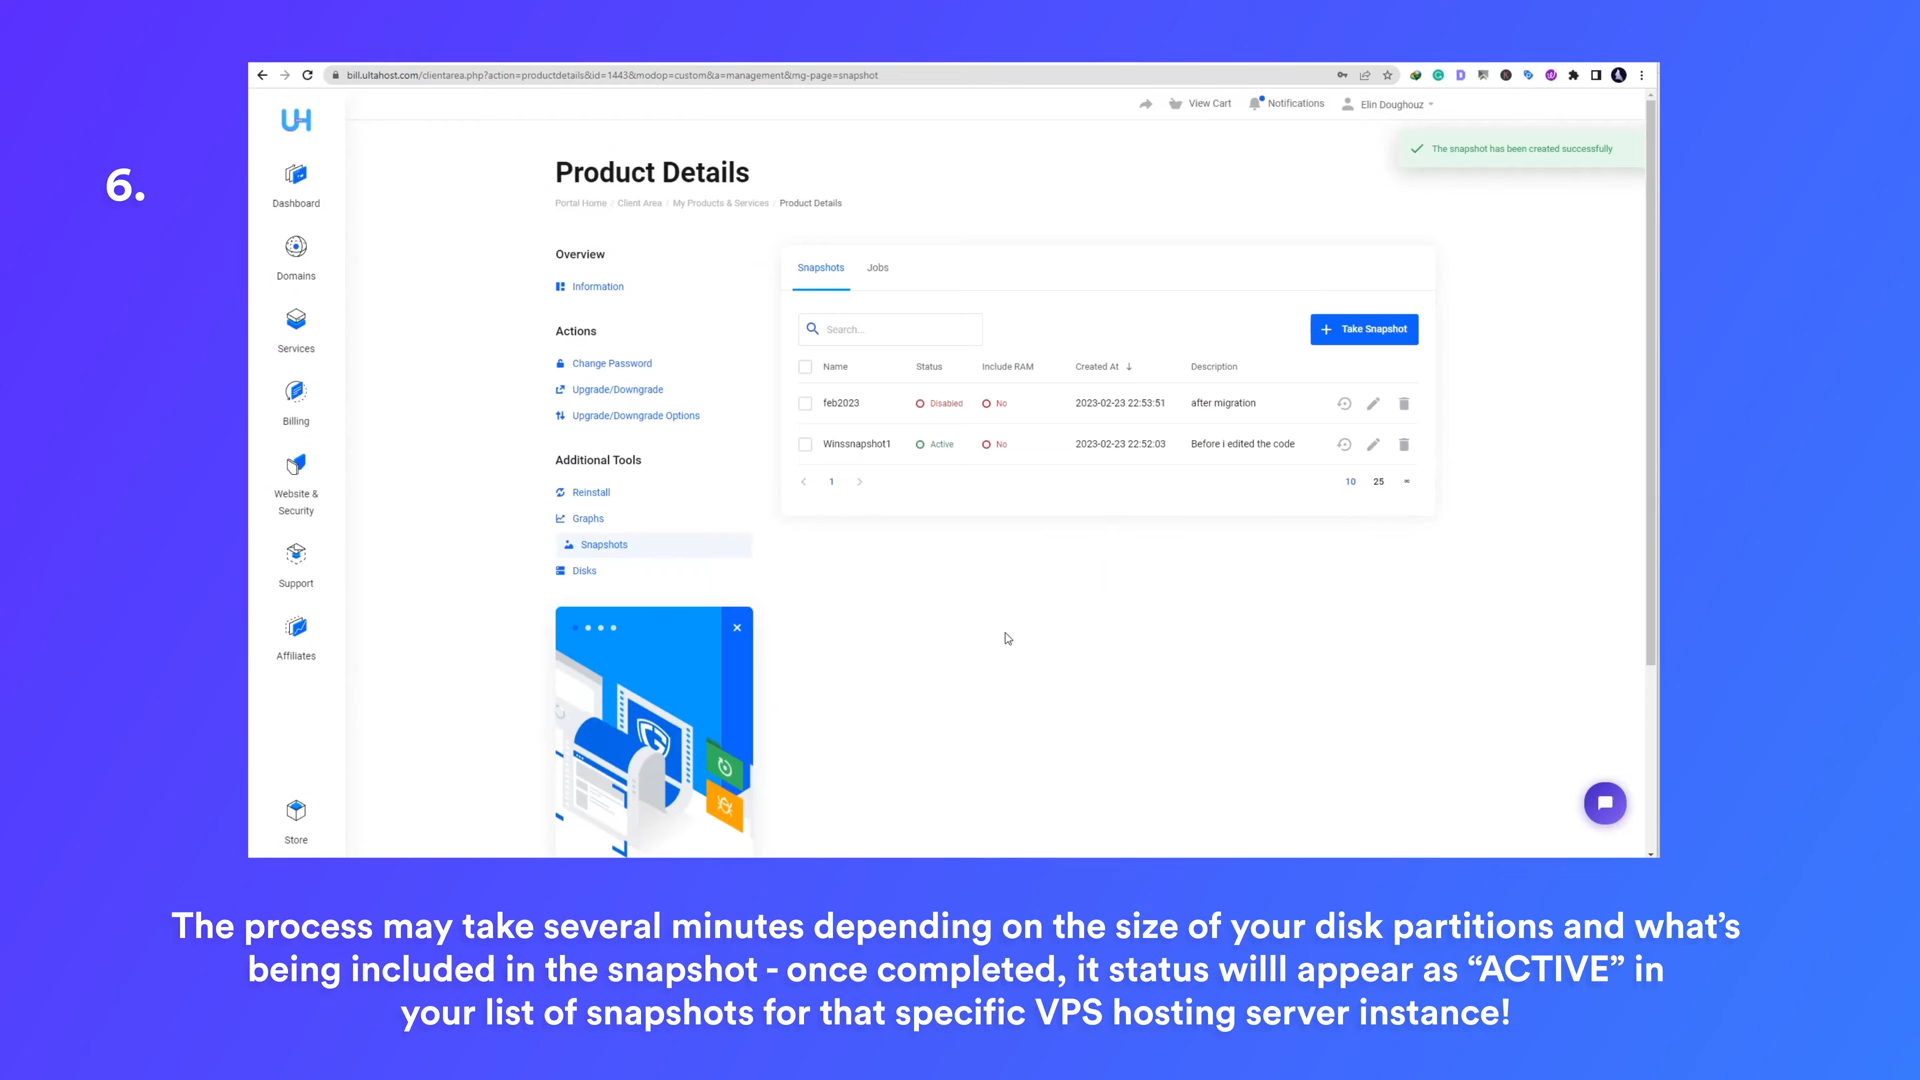 6.
bill.ultahost.com/clientarea.php?action=productdetails&id=1443&modop=custom&a=management&mg-page=snapshot
UH
View Cart
Notifications
Elin Doughouz
The snapshot has been created successfully
Dashboard
Domains
Services
Billing
Website &
Security
Support
Affiliates
Store
Product Details
Portal Home / Client Area / My Products & Services / Product Details
Overview
Information
Actions
Change Password
Upgrade/Downgrade
Upgrade/Downgrade Options
Additional Tools
Reinstall
Graphs
Snapshots
Disks
Snapshots Jobs
Search...
+ Take Snapshot
Name Status Include RAM Created At ↓ Description
feb2023 Disabled No 2023-02-23 22:53:51 after migration
Winssnapshot1 Active No 2023-02-23 22:52:03 Before i edited the code
< 1 >
10 25 ∞
The process may take several minutes depending on the size of your disk partitions and what's
being included in the snapshot - once completed, it status willl appear as “ACTIVE” in
your list of snapshots for that specific VPS hosting server instance!